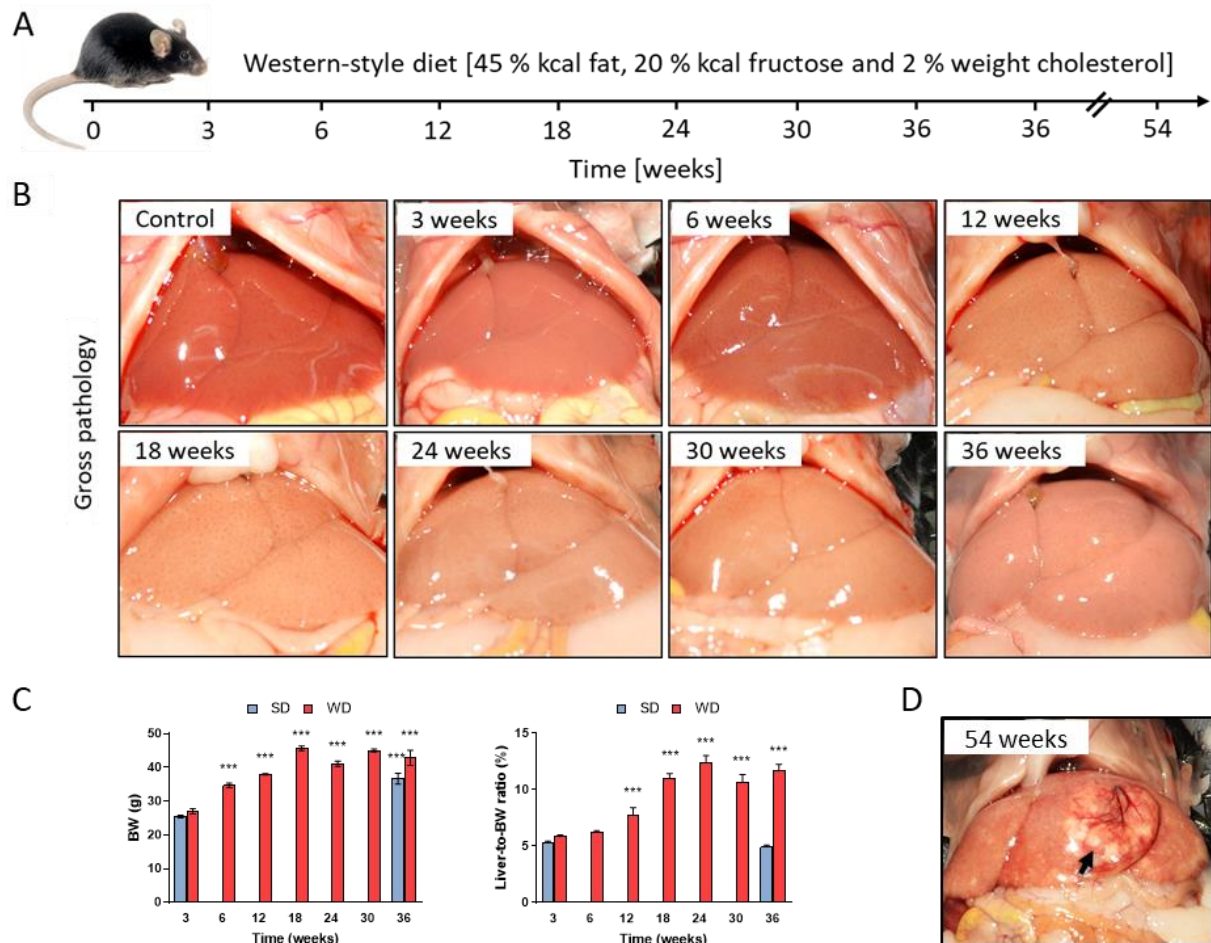 A
Western-style diet [45 % kcal fat, 20 % kcal fructose and 2 % weight cholesterol]
0 3 6 12 18 24 30 36 36 54
Time [weeks]
B
Gross pathology
Control
3 weeks
6 weeks
12 weeks
18 weeks
24 weeks
30 weeks
36 weeks
C
SD WD
BW (g)
50
40
30
20
10
0
*** *** *** *** *** *** ***
3 6 12 18 24 30 36
Time (weeks)
SD WD
Liver-to-BW ratio (%)
15
10
5
0
*** *** *** *** ***
3 6 12 18 24 30 36
Time (weeks)
D
54 weeks